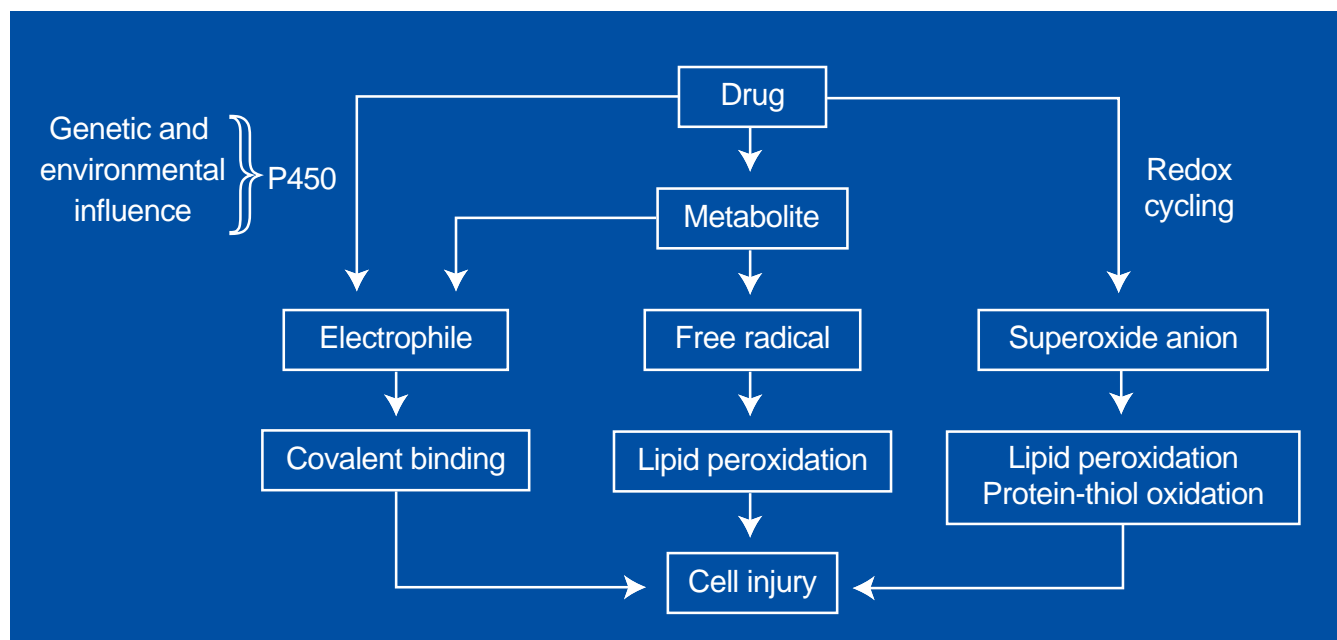 Drug
Genetic and
environmental
influence
P450
Redox
cycling
Metabolite
Electrophile
Free radical
Superoxide anion
Covalent binding
Lipid peroxidation
Lipid peroxidation
Protein-thiol oxidation
Cell injury